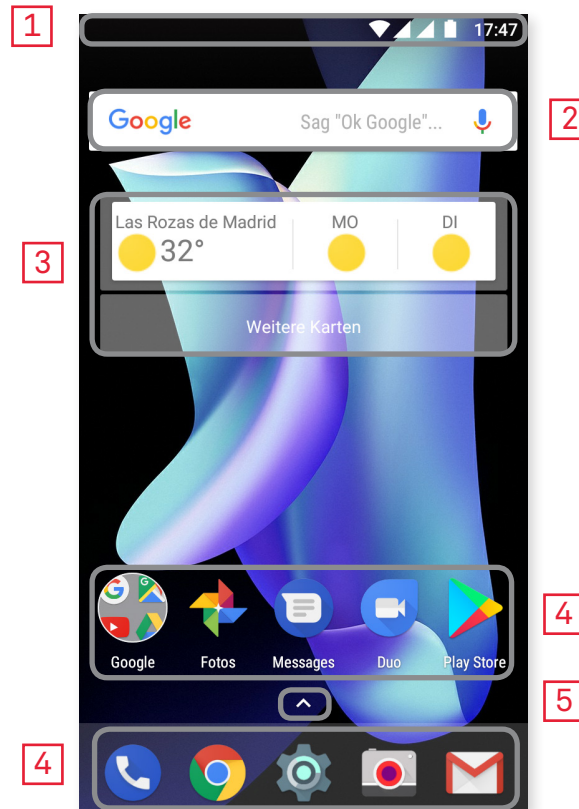 1
17:47
Google
Sag "Ok Google"...
2
3
Las Rozas de Madrid
MO
DI
32°
Weitere Karten
Google
Fotos
Messages
Duo
Play Store
4
5
4